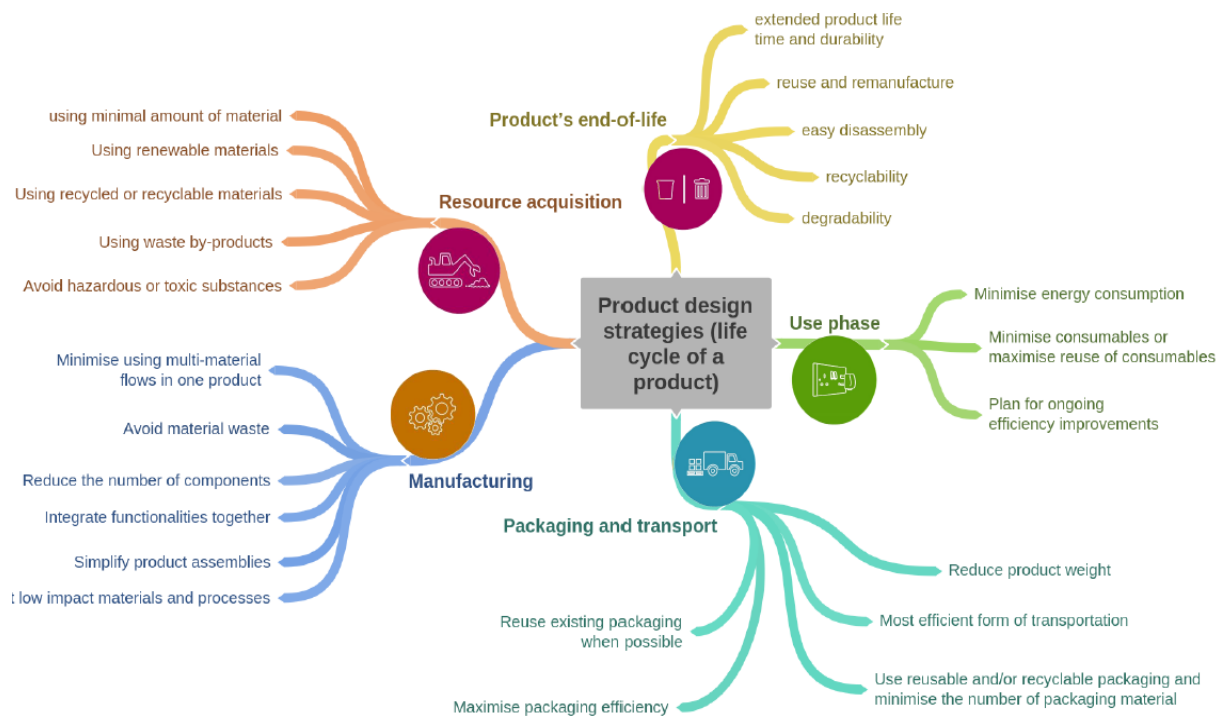 Product design
strategies (life
cycle of a
product)
Resource acquisition
using minimal amount of material
Using renewable materials
Using recycled or recyclable materials
Using waste by-products
Avoid hazardous or toxic substances
Product's end-of-life
extended product life
time and durability
reuse and remanufacture
easy disassembly
recyclability
degradability
Use phase
Minimise energy consumption
Minimise consumables or
maximise reuse of consumables
Plan for ongoing
efficiency improvements
Manufacturing
Minimise using multi-material
flows in one product
Avoid material waste
Reduce the number of components
Integrate functionalities together
Simplify product assemblies
t low impact materials and processes
Packaging and transport
Reduce product weight
Most efficient form of transportation
Use reusable and/or recyclable packaging and
minimise the number of packaging material
Reuse existing packaging
when possible
Maximise packaging efficiency